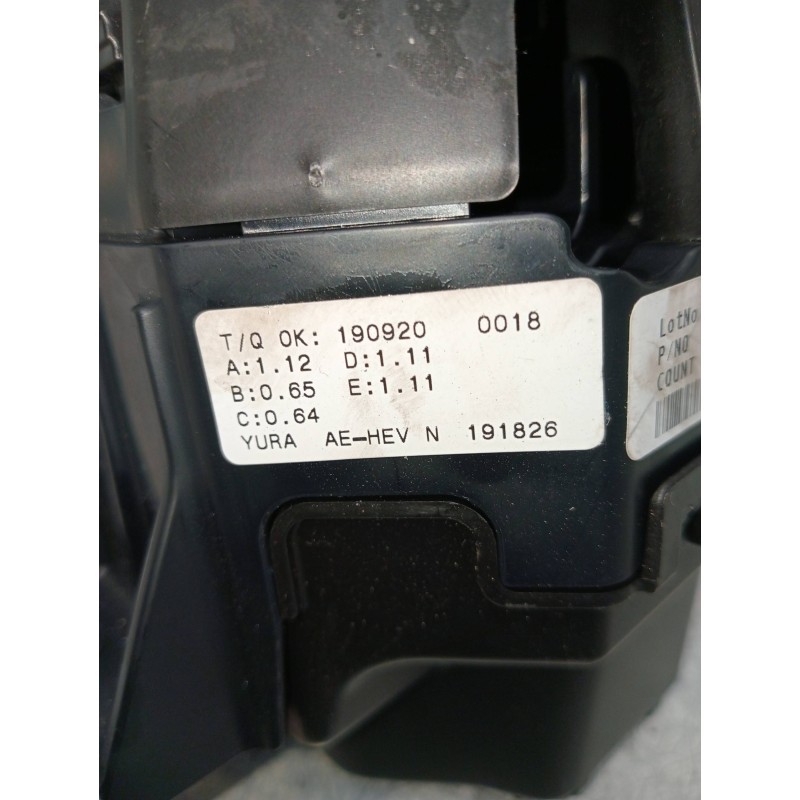 T/Q OK: 190920 0018
A:1.12 D:1.11
B:0.65 E:1.11
C:0.64
YURA AE-HEV N 191826
LotNo
P/NO
COUNT